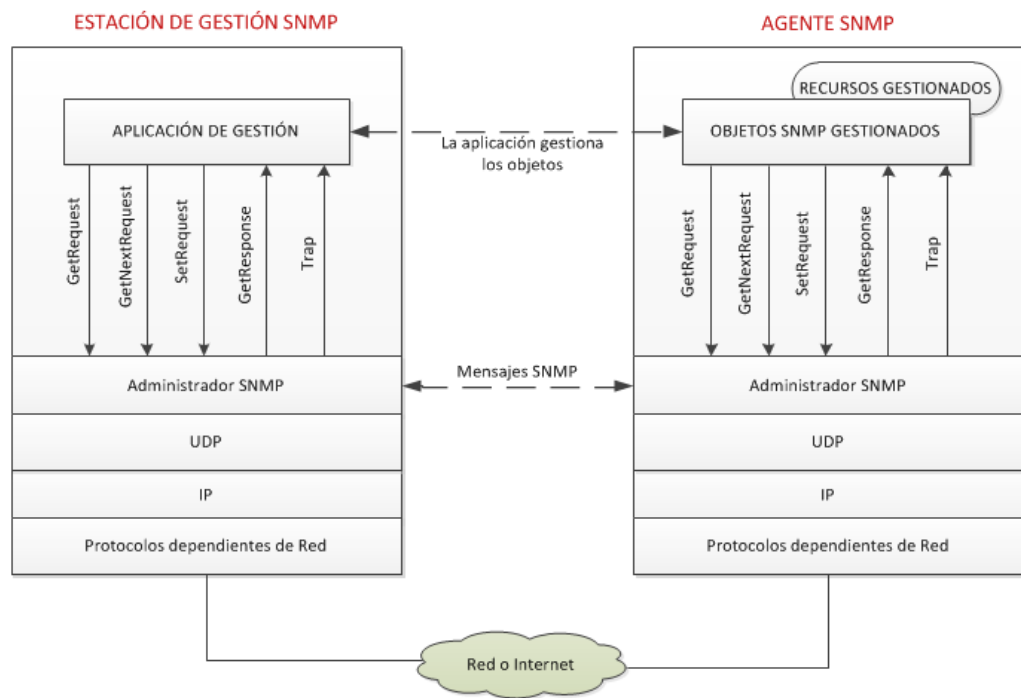 ESTACIÓN DE GESTIÓN SNMP
AGENTE SNMP
RECURSOS GESTIONADOS
APLICACIÓN DE GESTIÓN
OBJETOS SNMP GESTIONADOS
La aplicación gestiona
los objetos
GetRequest
GetNextRequest
SetRequest
GetResponse
Trap
GetRequest
GetNextRequest
SetRequest
GetResponse
Trap
Mensajes SNMP
Administrador SNMP
Administrador SNMP
UDP
UDP
IP
IP
Protocolos dependientes de Red
Protocolos dependientes de Red
Red o Internet